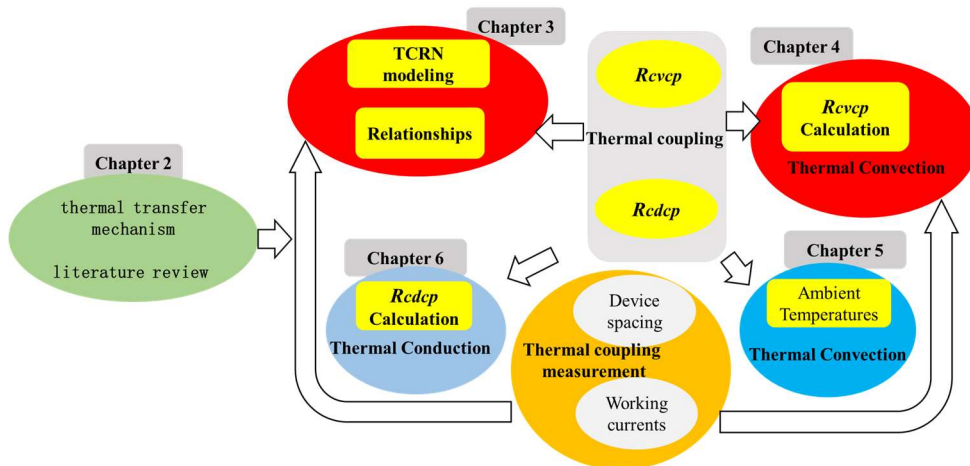 Chapter 3
TCRN
modeling
Relationships
Rcvcp
Thermal coupling
Rcdcp
Chapter 4
Rcvcp
Calculation
Thermal Convection
Chapter 2
thermal transfer
mechanism
literature review
Chapter 6
Rcdcp
Calculation
Thermal Conduction
Device
spacing
Thermal coupling
measurement
Working
currents
Chapter 5
Ambient
Temperatures
Thermal Convection